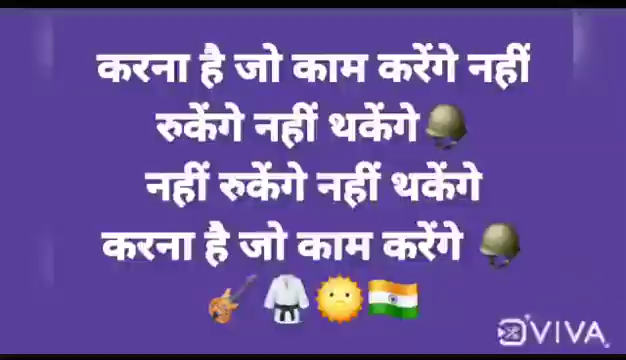 करना है जो काम करेंगे नहीं
रुकेंगे नहीं थकेंगे🪖
नहीं रुकेंगे नहीं थकेंगे
करना है जो काम करेंगे 🪖
🎸🥋🌞🇮🇳
VIVA